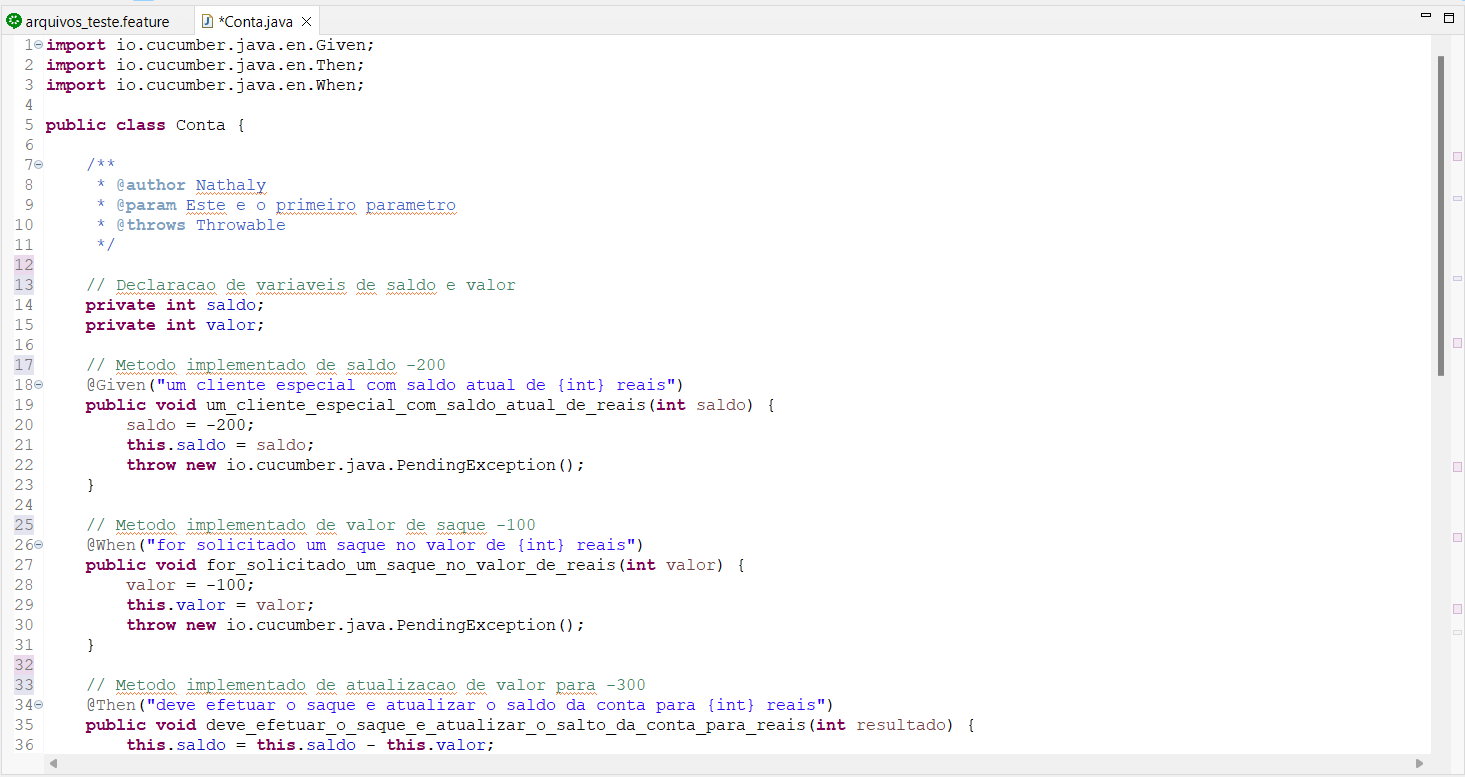 arquivos_teste.feature *Conta.java
1 import io.cucumber.java.en.Given;
2 import io.cucumber.java.en.Then;
3 import io.cucumber.java.en.When;
4
5 public class Conta {
6
7 /**
8 * @author Nathaly
9 * @param Este e o primeiro parametro
10 * @throws Throwable
11 */
12
13 // Declaracao de variaveis de saldo e valor
14 private int saldo;
15 private int valor;
16
17 // Metodo implementado de saldo -200
18 @Given("um cliente especial com saldo atual de {int} reais")
19 public void um_cliente_especial_com_saldo_atual_de_reais(int saldo) {
20 saldo = -200;
21 this.saldo = saldo;
22 throw new io.cucumber.java.PendingException();
23 }
24
25 // Metodo implementado de valor de saque -100
26 @When("for solicitado um saque no valor de {int} reais")
27 public void for_solicitado_um_saque_no_valor_de_reais(int valor) {
28 valor = -100;
29 this.valor = valor;
30 throw new io.cucumber.java.PendingException();
31 }
32
33 // Metodo implementado de atualizacao de valor para -300
34 @Then("deve efetuar o saque e atualizar o saldo da conta para {int} reais")
35 public void deve_efetuar_o_saque_e_atualizar_o_salto_da_conta_para_reais(int resultado) {
36 this.saldo = this.saldo - this.valor;